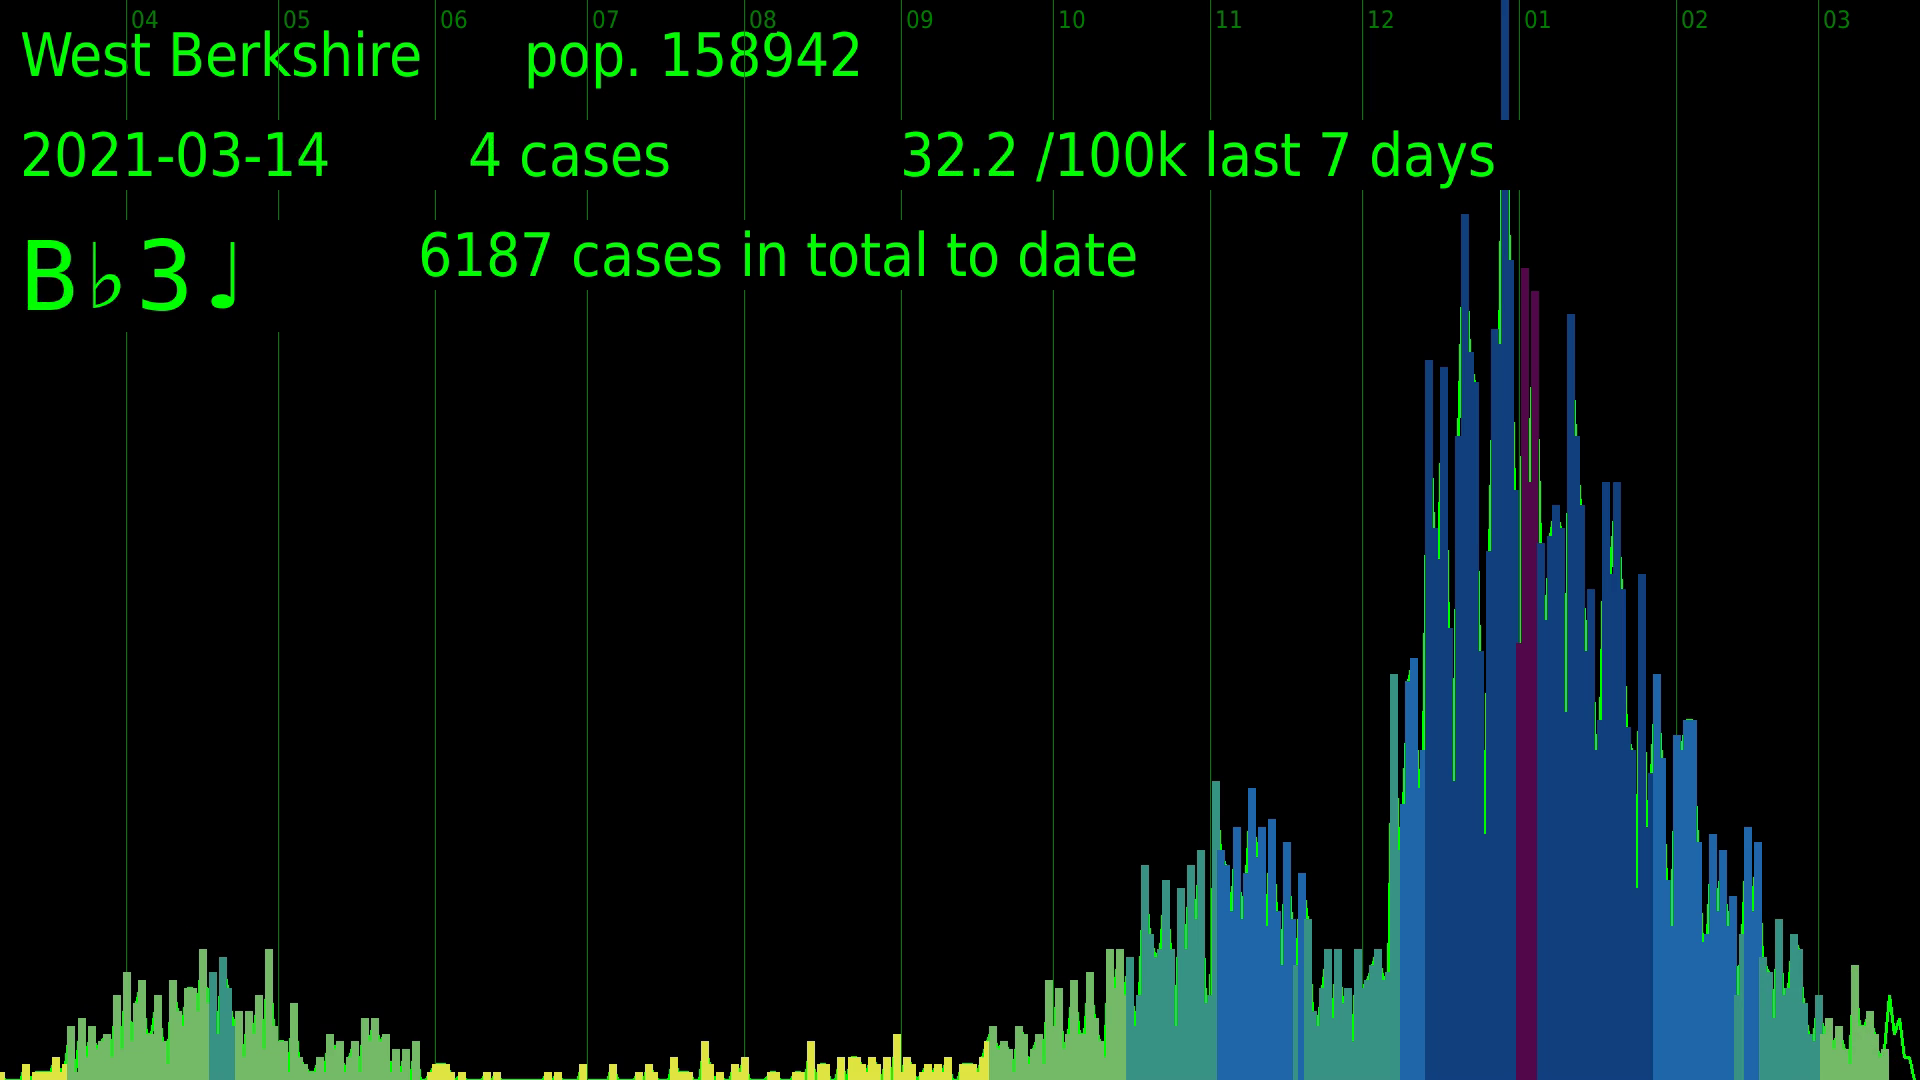 04 05 06 07 08 09 10 11 12 01 02 03
West Berkshire pop. 158942
2021-03-14 4 cases 32.2 /100k last 7 days
B♭3♩ 6187 cases in total to date